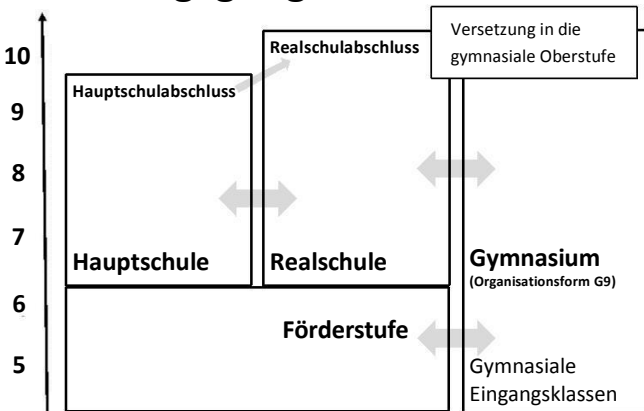 10
9
8
7
6
5
Hauptschulabschluss
Realschulabschluss
Versetzung in die
gymnasiale Oberstufe
Hauptschule
Realschule
Gymnasium
(Organisationsform G9)
Förderstufe
Gymnasiale
Eingangsklassen